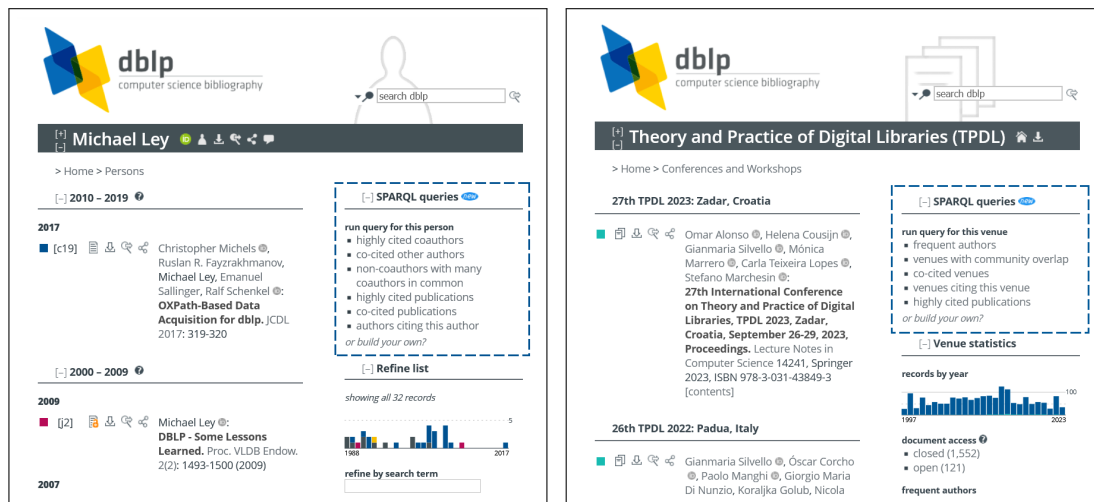 dblp
computer science bibliography
search dblp
[+]
[-]
Michael Ley
> Home > Persons
[–] 2010 – 2019 ?
2017
[c19] Christopher Michels
Ruslan R. Fayzrakhmanov,
Michael Ley, Emanuel
Sallinger, Ralf Schenkel :
OXPath-Based Data
Acquisition for dblp. JCDL
2017: 319-320
[–] 2000 – 2009 ?
2009
[j2] Michael Ley :
DBLP - Some Lessons
Learned. Proc. VLDB Endow.
2(2): 1493-1500 (2009)
2007
[–] SPARQL queries new
run query for this person
▪ highly cited coauthors
▪ co-cited other authors
▪ non-coauthors with many
coauthors in common
▪ highly cited publications
▪ co-cited publications
▪ authors citing this author
or build your own?
[–] Refine list
showing all 32 records
5
1988 2017
refine by search term
dblp
computer science bibliography
search dblp
[+]
[-]
Theory and Practice of Digital Libraries (TPDL)
> Home > Conferences and Workshops
27th TPDL 2023: Zadar, Croatia
Omar Alonso , Helena Cousijn ,
Gianmaria Silvello , Mónica
Marrero , Carla Teixeira Lopes ,
Stefano Marchesin :
27th International Conference
on Theory and Practice of Digital
Libraries, TPDL 2023, Zadar,
Croatia, September 26-29, 2023,
Proceedings. Lecture Notes in
Computer Science 14241, Springer
2023, ISBN 978-3-031-43849-3
[contents]
26th TPDL 2022: Padua, Italy
Gianmaria Silvello , Óscar Corcho
, Paolo Manghi , Giorgio Maria
Di Nunzio, Koraljka Golub, Nicola
[–] SPARQL queries new
run query for this venue
▪ frequent authors
▪ venues with community overlap
▪ co-cited venues
▪ venues citing this venue
▪ highly cited publications
or build your own?
[–] Venue statistics
records by year
100
1997 2023
document access ?
▪ closed (1,552)
▪ open (121)
frequent authors